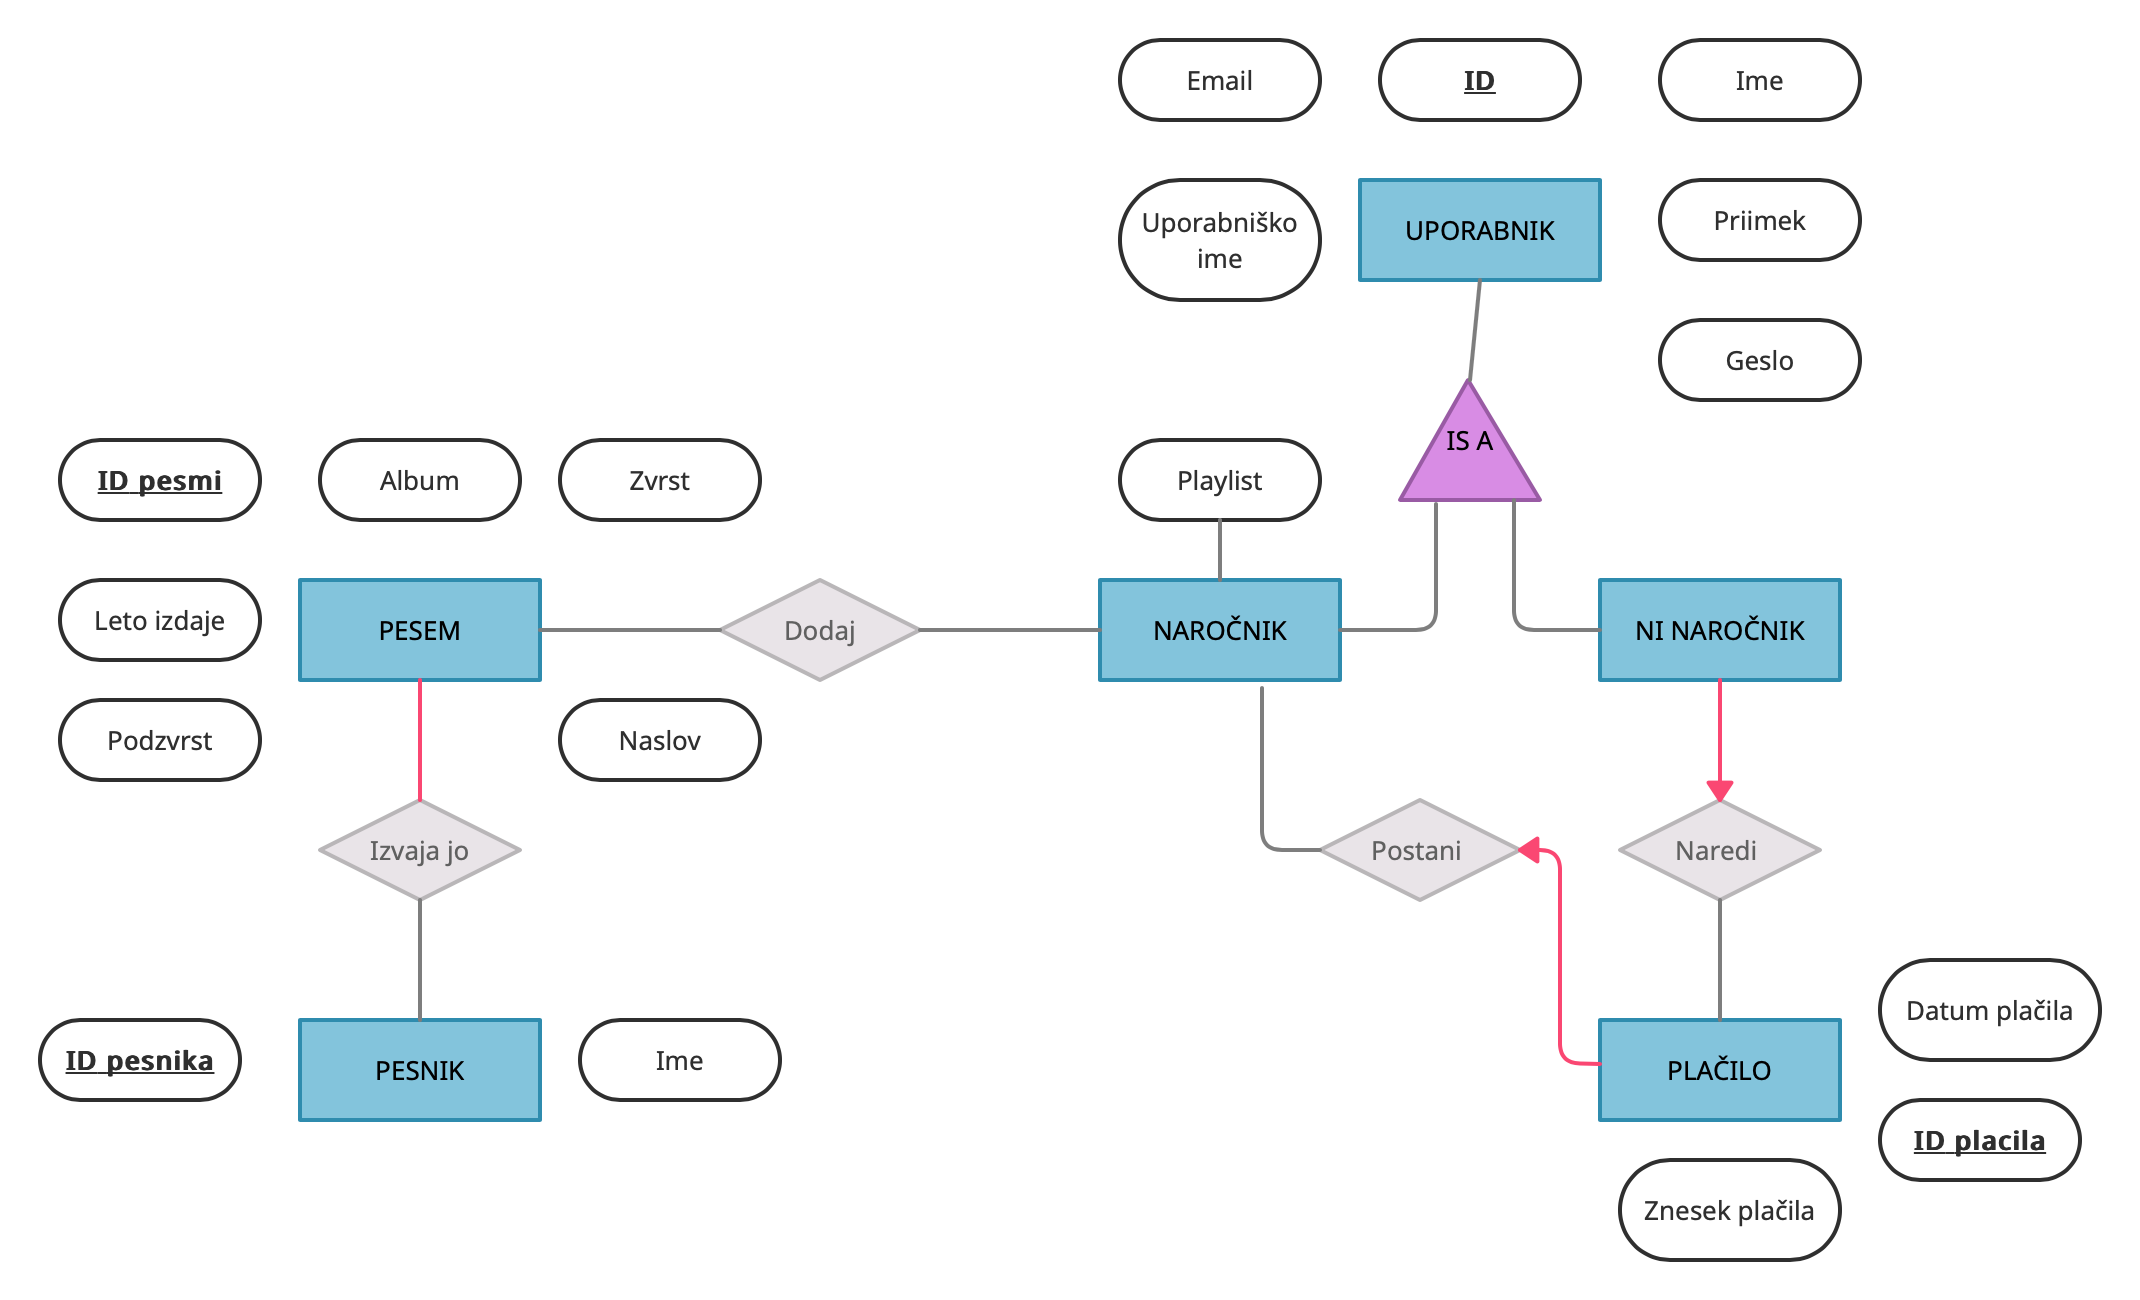 Email
ID
Ime
Uporabniško
ime
UPORABNIK
Priimek
Geslo
IS A
ID pesmi
Album
Zvrst
Playlist
Leto izdaje
PESEM
Dodaj
NAROČNIK
NI NAROČNIK
Podzvrst
Naslov
Izvaja jo
Postani
Naredi
Datum plačila
ID pesnika
PESNIK
Ime
PLAČILO
ID placila
Znesek plačila